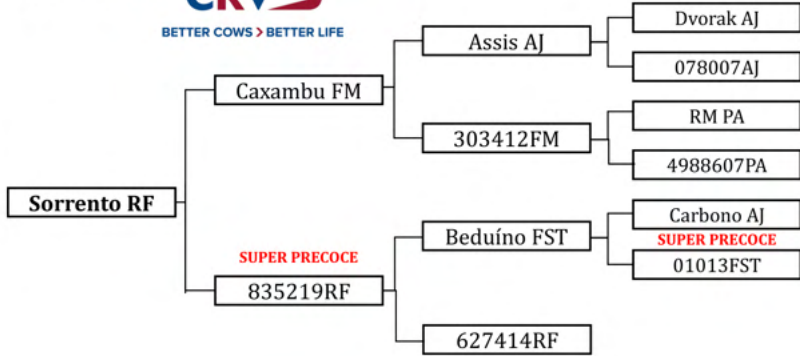 CRV
BETTER COWS > BETTER LIFE
Dvorak AJ
Assis AJ
078007AJ
Caxambu FM
RM PA
303412FM
4988607PA
Sorrento RF
Carbono AJ
Beduíno FST
SUPER PRECOCE
01013FST
SUPER PRECOCE
835219RF
627414RF